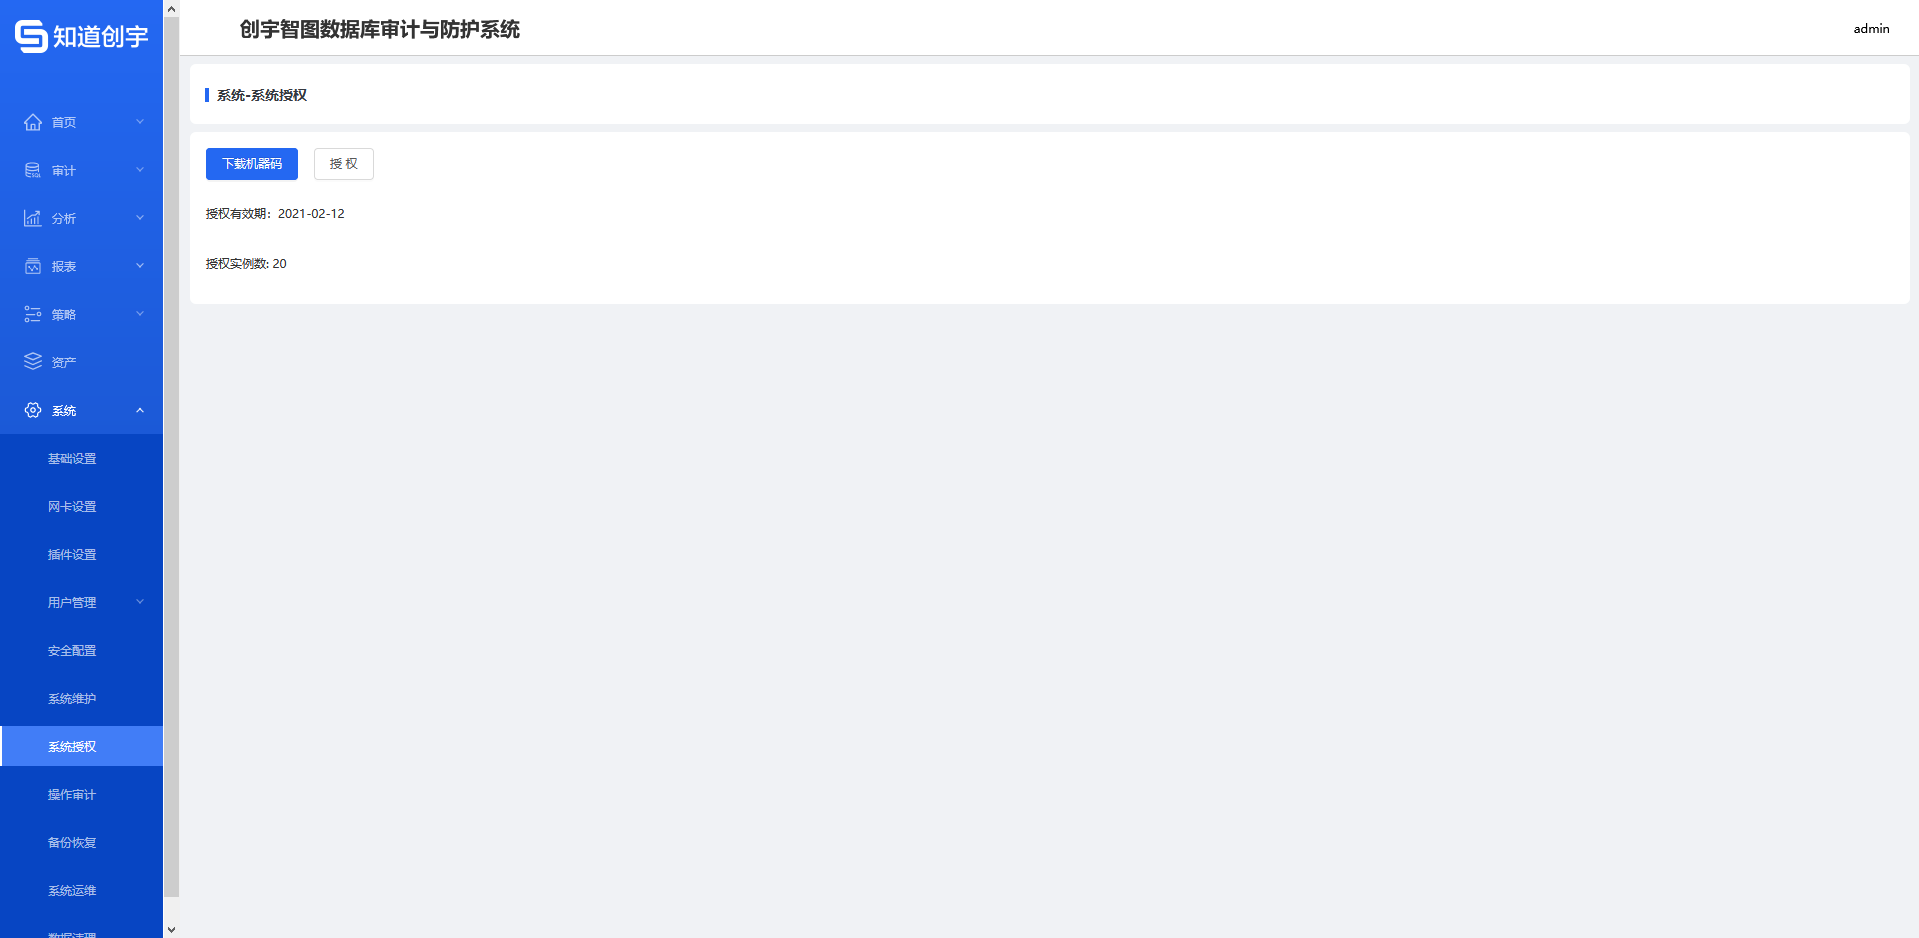 知道创宇
创宇智图数据库审计与防护系统
admin
首页
审计
分析
报表
策略
资产
系统
基础设置
网卡设置
插件设置
用户管理
安全配置
系统维护
系统授权
操作审计
备份恢复
系统运维
数据清理
系统-系统授权
下载机器码
授 权
授权有效期：2021-02-12
授权实例数: 20